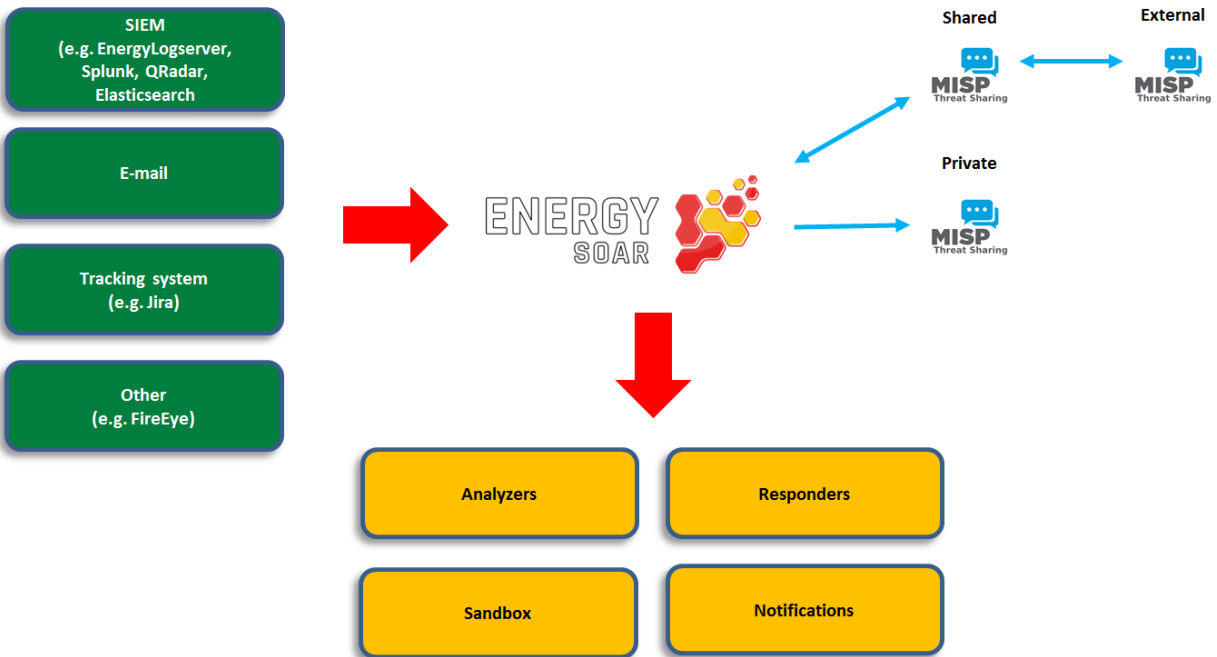 SIEM
(e.g. EnergyLogserver,
Splunk, QRadar,
Elasticsearch
E-mail
Tracking system
(e.g. Jira)
Other
(e.g. FireEye)
ENERGY
SOAR
Shared
MISP
Threat Sharing
External
MISP
Threat Sharing
Private
MISP
Threat Sharing
Analyzers
Responders
Sandbox
Notifications